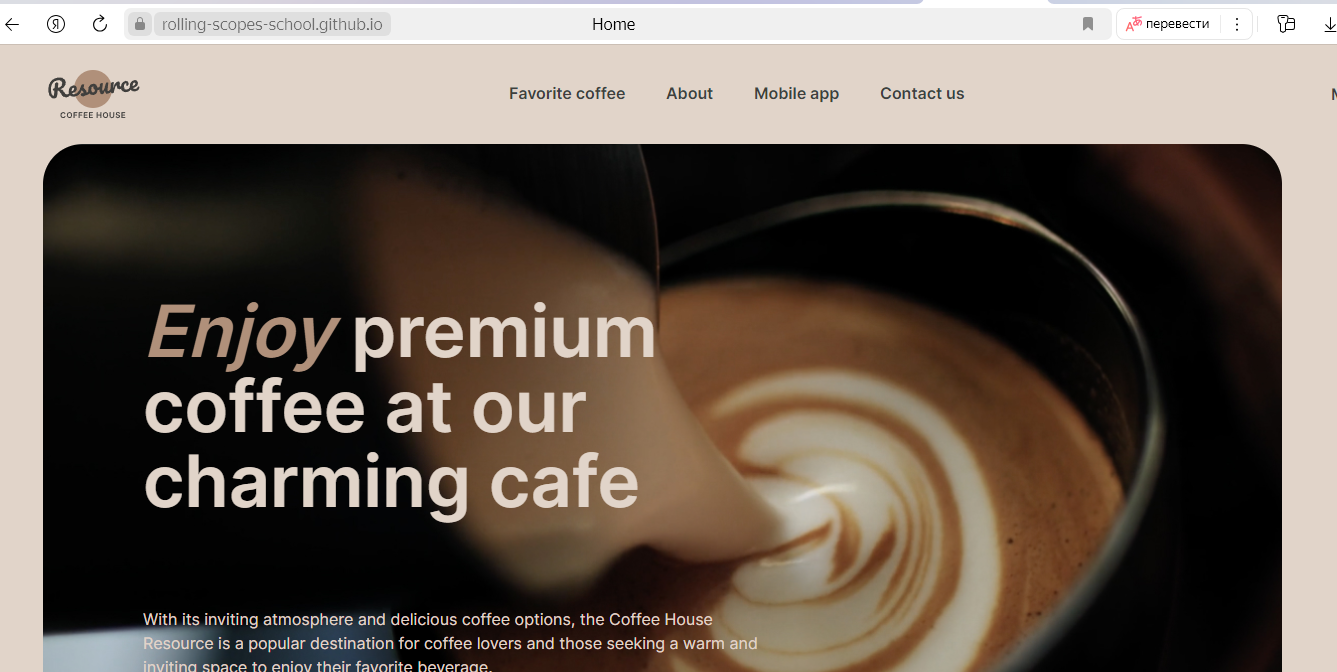 Я
rolling-scopes-school.github.io
Home
перевести
Resource
COFFEE HOUSE
Favorite coffee
About
Mobile app
Contact us
Enjoy premium
coffee at our
charming cafe
With its inviting atmosphere and delicious coffee options, the Coffee House
Resource is a popular destination for coffee lovers and those seeking a warm and
inviting space to enjoy their favorite beverage.